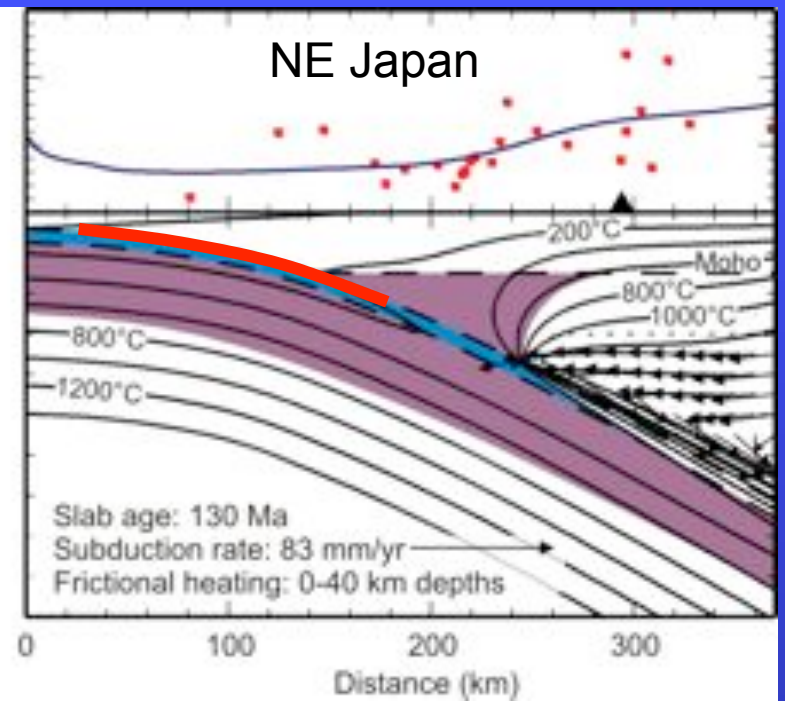 NE Japan
200°C
Moho
800°C
1000°C
800°C
1200°C
Slab age: 130 Ma
Subduction rate: 83 mm/yr
Frictional heating: 0-40 km depths
0 100 200 300
Distance (km)